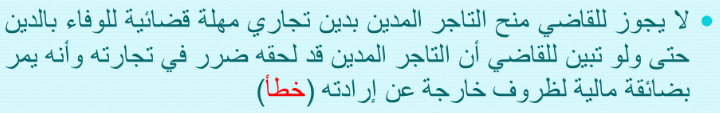 • لا يجوز للقاضي منح التاجر المدين بدين تجاري مهلة قضائية للوفاء بالدين
حتى ولو تبين للقاضي أن التاجر المدين قد لحقه ضرر في تجارته وأنه يمر
بضائقة مالية لظروف خارجة عن إرادته (خطأ)